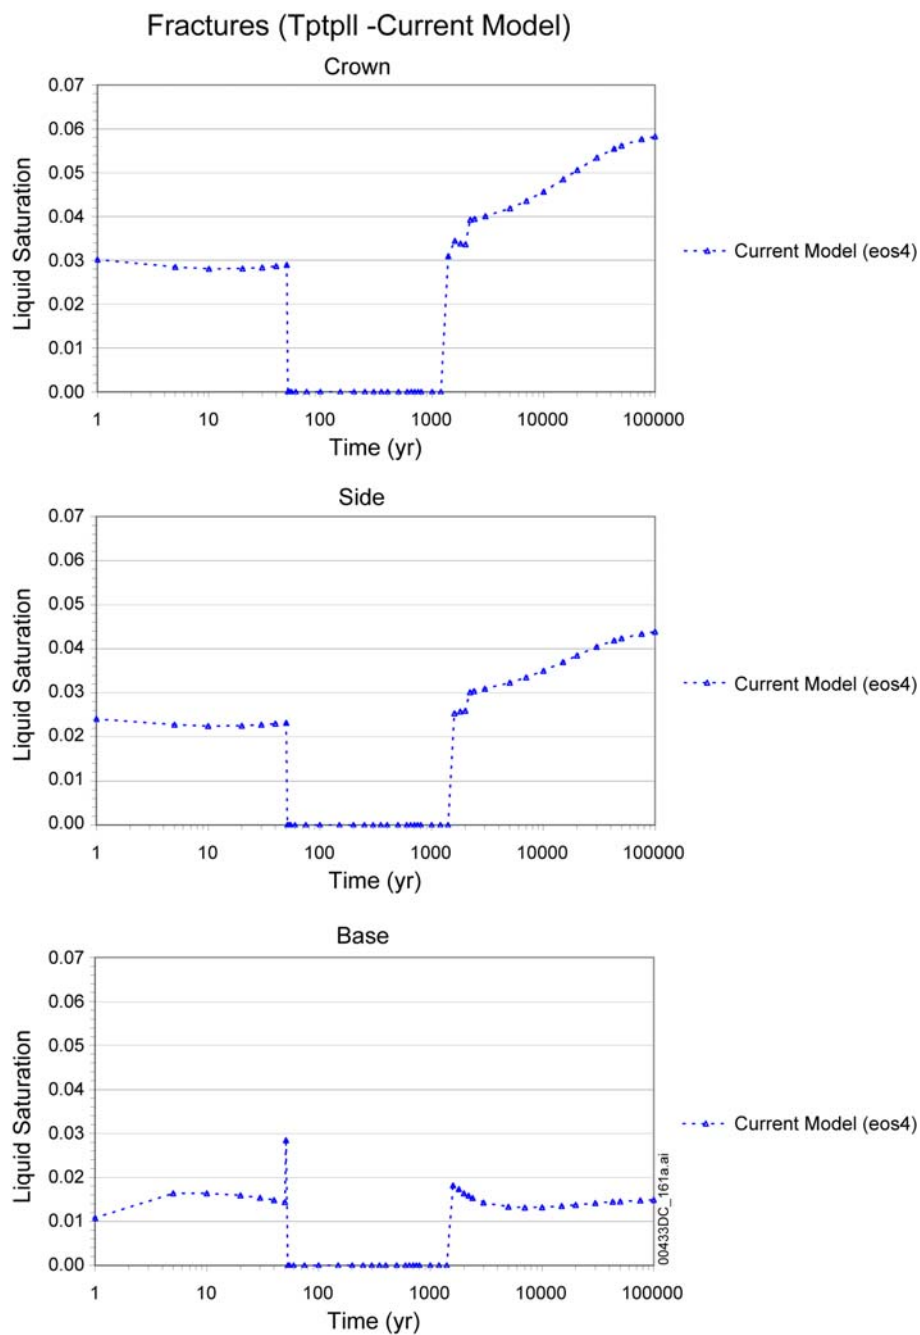 Fractures (Tptpll -Current Model)
Crown
0.07
0.06
0.05
0.04
0.03
0.02
0.01
0.00
Liquid Saturation
1 10 100 1000 10000 100000
Time (yr)
Current Model (eos4)
Side
0.07
0.06
0.05
0.04
0.03
0.02
0.01
0.00
Liquid Saturation
1 10 100 1000 10000 100000
Time (yr)
Current Model (eos4)
Base
0.07
0.06
0.05
0.04
0.03
0.02
0.01
0.00
Liquid Saturation
1 10 100 1000 10000 100000
Time (yr)
Current Model (eos4)
00433DC_161a.ai